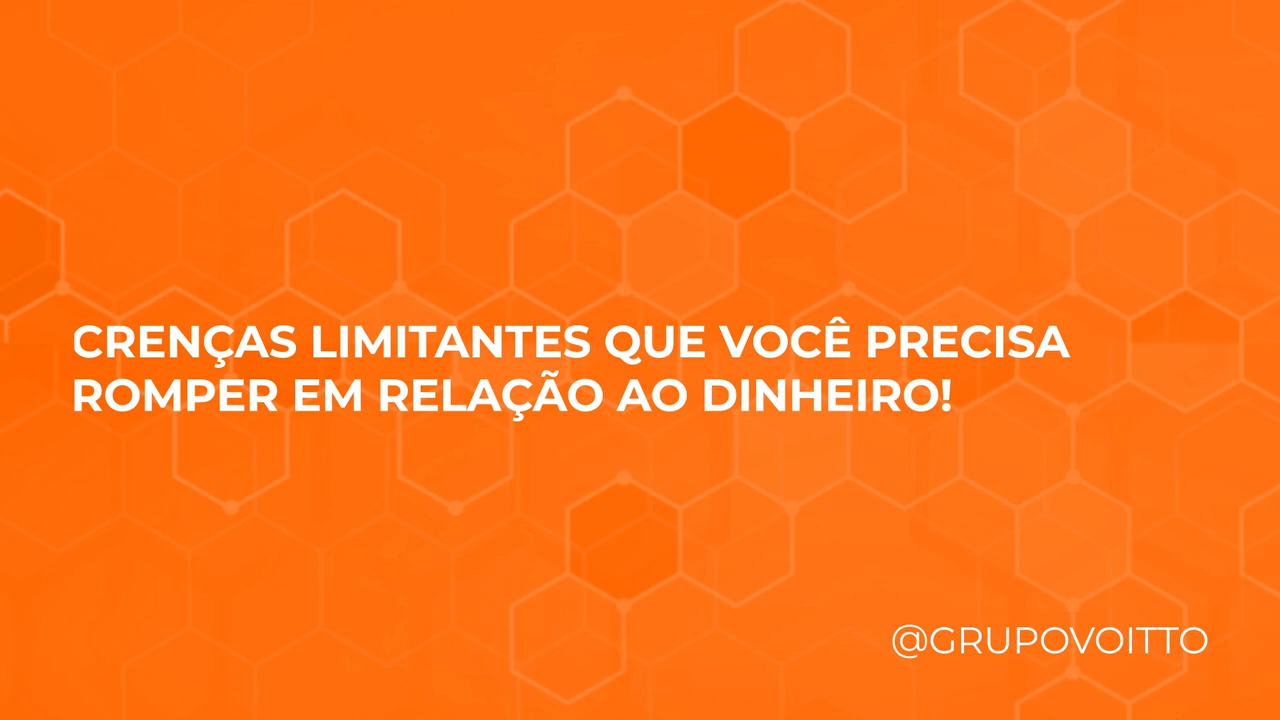 CRENÇAS LIMITANTES QUE VOCÊ PRECISA
ROMPER EM RELAÇÃO AO DINHEIRO!
@GRUPOVOITTO